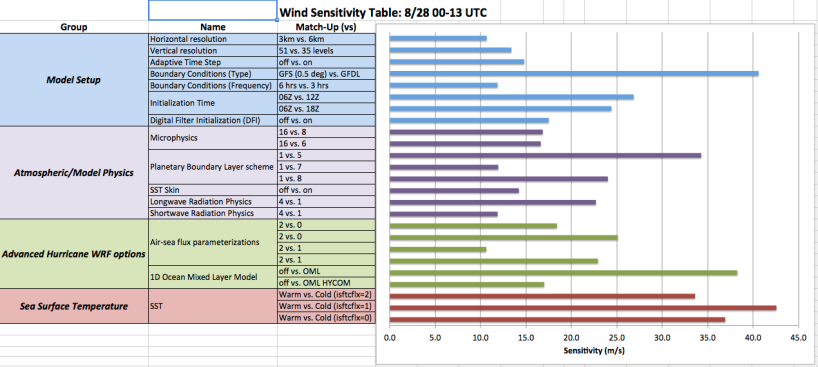 Wind Sensitivity Table: 8/28 00-13 UTC
Group Name Match-Up (vs)
Model Setup
Horizontal resolution 3km vs. 6km
Vertical resolution 51 vs. 35 levels
Adaptive Time Step off vs. on
Boundary Conditions (Type) GFS (0.5 deg) vs. GFDL
Boundary Conditions (Frequency) 6 hrs vs. 3 hrs
Initialization Time 06Z vs. 12Z
06Z vs. 18Z
Digital Filter Initialization (DFI) off vs. on
Atmospheric/Model Physics
Microphysics 16 vs. 8
16 vs. 6
Planetary Boundary Layer scheme 1 vs. 5
1 vs. 7
1 vs. 8
SST Skin off vs. on
Longwave Radiation Physics 4 vs. 1
Shortwave Radiation Physics 4 vs. 1
Advanced Hurricane WRF options
Air-sea flux parameterizations 2 vs. 0
2 vs. 0
2 vs. 1
2 vs. 1
1D Ocean Mixed Layer Model off vs. OML
off vs. OML HYCOM
Sea Surface Temperature
SST Warm vs. Cold (isftcflx=2)
Warm vs. Cold (isftcflx=1)
Warm vs. Cold (isftcflx=0)
0.0 5.0 10.0 15.0 20.0 25.0 30.0 35.0 40.0 45.0
Sensitivity (m/s)